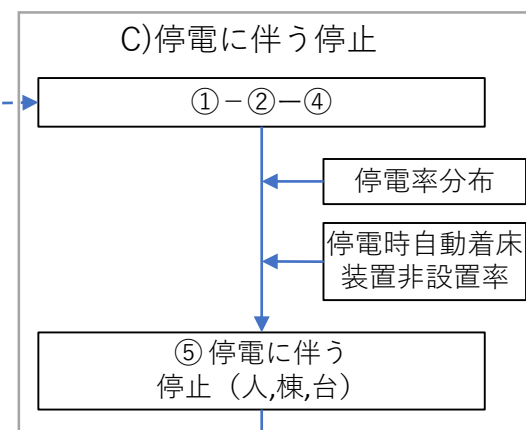 C)停電に伴う停止
①－②ー④
停電率分布
停電時自動着床
装置非設置率
⑤ 停電に伴う
停止（人,棟,台）